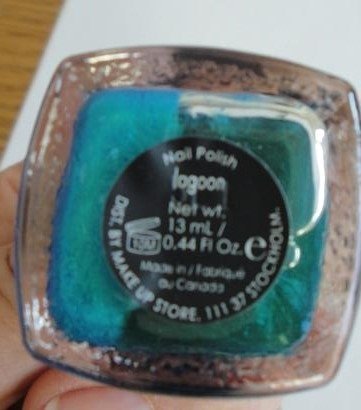 Nail Polish
lagoon
Net wt.
13 mL /
0.44 Fl Oz. e
Made in / Fabriqué
au Canada
DIST. BY MAKE UP STORE, 111 37 STOCKHOLM.